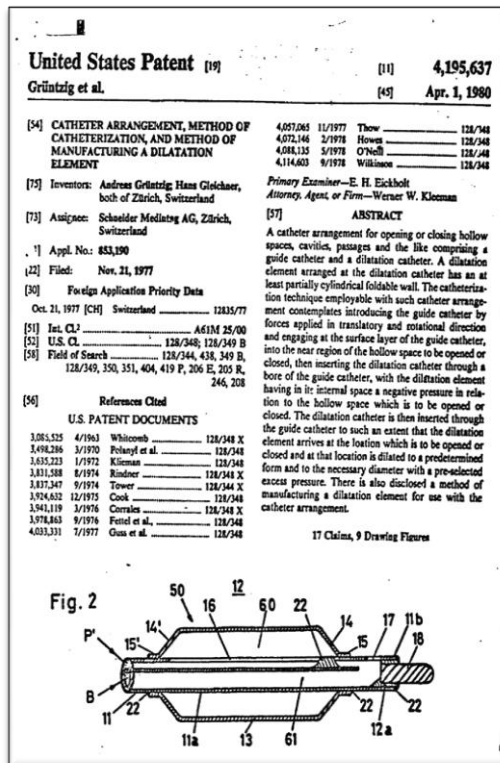 United States Patent [19]
Grüntzig et al.
[11] 4,195,637
[45] Apr. 1, 1980
[54] CATHETER ARRANGEMENT, METHOD OF
CATHETERIZATION, AND METHOD OF
MANUFACTURING A DILATATION
ELEMENT
[75] Inventors: Andreas Grüntzig; Hans Gleichner,
both of Zürich, Switzerland
[73] Assignee: Schneider Medintag AG, Zürich,
Switzerland
[21] Appl. No.: 853,190
[22] Filed: Nov. 21, 1977
[30] Foreign Application Priority Data
Oct. 21, 1977 [CH] Switzerland 12835/77
[51] Int. Cl.² A61M 25/00
[52] U.S. Cl. 128/348; 128/349 B
[58] Field of Search 128/344, 438, 349 B,
128/349, 350, 351, 404, 419 P, 206 E, 205 R,
246, 208
[56] References Cited
U.S. PATENT DOCUMENTS
3,085,525 4/1963 Whitcomb 128/348 X
3,498,286 3/1970 Polanyi et al. 128/348
3,635,223 1/1972 Klieman 128/348
3,831,588 8/1974 Rindner 128/348
3,837,347 9/1974 Tower 128/344 X
3,924,632 12/1975 Cook 128/348
3,941,119 3/1976 Corrales 128/348 X
3,978,863 9/1976 Fettel et al., 128/348
4,033,331 7/1977 Guss et al. 128/348
4,057,065 11/1977 Thow 128/348
4,072,146 2/1978 Howes 128/348
4,088,135 5/1978 O'Neill 128/348
4,114,603 9/1978 Wilkinson 128/348
Primary Examiner—E. H. Eickholt
Attorney, Agent, or Firm—Werner W. Kleeman
[57] ABSTRACT
A catheter arrangement for opening or closing hollow
spaces, cavities, passages and the like comprising a
guide catheter and a dilatation catheter. A dilatation
element arranged at the dilatation catheter has an at
least partially cylindrical foldable wall. The catheteriza-
tion technique employable with such catheter arrange-
ment contemplates introducing the guide catheter by
forces applied in translatory and rotational direction
and engaging at the surface layer of the guide catheter,
into the near region of the hollow space to be opened or
closed, then inserting the dilatation catheter through a
bore of the guide catheter, with the dilatation element
having in its internal space a negative pressure in rela-
tion to the hollow space which is to be opened or
closed. The dilatation catheter is then inserted through
the guide catheter to such an extent that the dilatation
element arrives at the loation which is to be opened or
closed and at that location is dilated to a predetermined
form and to the necessary diameter with a pre-selected
excess pressure. There is also disclosed a method of
manufacturing a dilatation element for use with the
catheter arrangement.
17 Claims, 9 Drawing Figures
Fig. 2
50 12
14' 16 60 22 14
15' 15 17 11b
P' 18
B
11 22 11a 13 61 22 12a 22